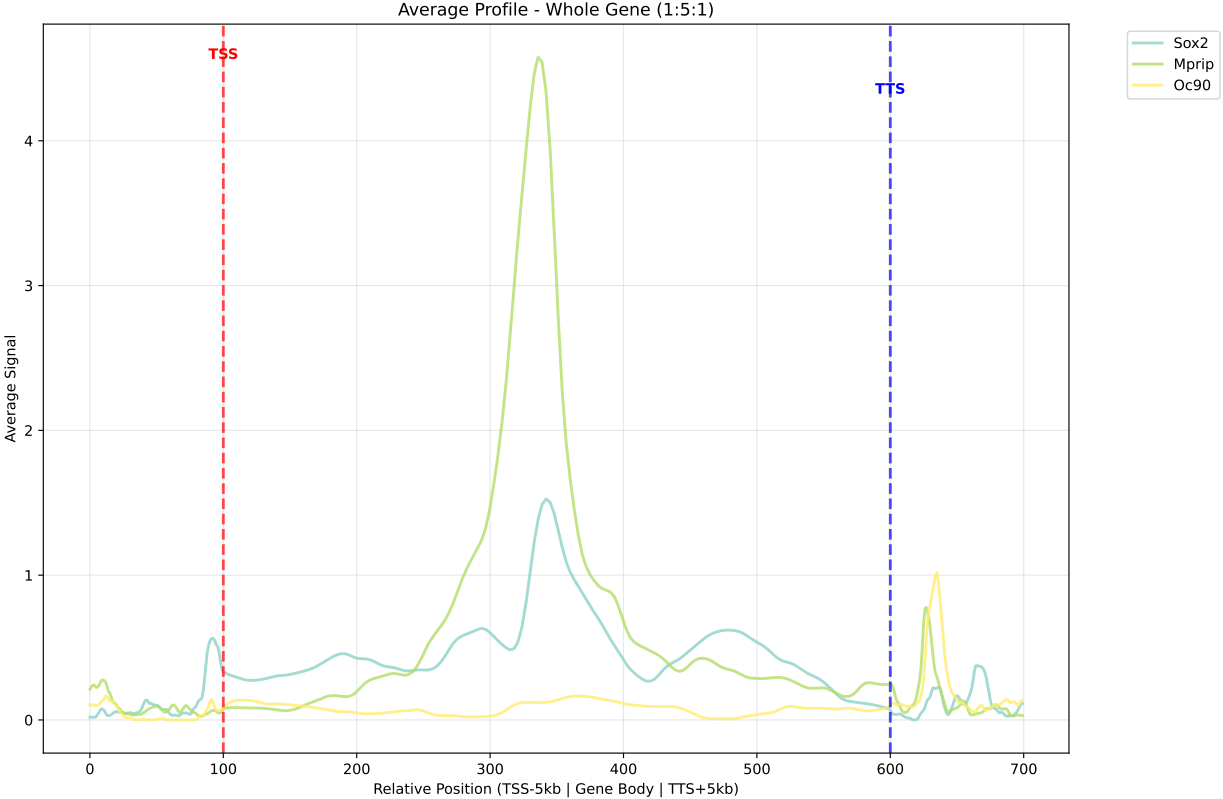 Average Profile - Whole Gene (1:5:1)
TSS
TTS
Sox2
Mprip
Oc90
Average Signal
4
3
2
1
0
0 100 200 300 400 500 600 700
Relative Position (TSS-5kb | Gene Body | TTS+5kb)